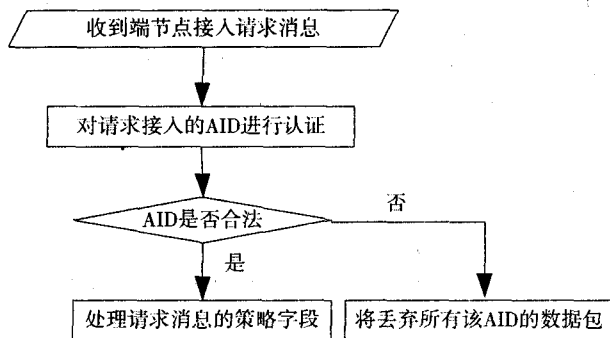 收到端节点接入请求消息
对请求接入的AID进行认证
AID是否合法
否
是
处理请求消息的策略字段
将丢弃所有该AID的数据包